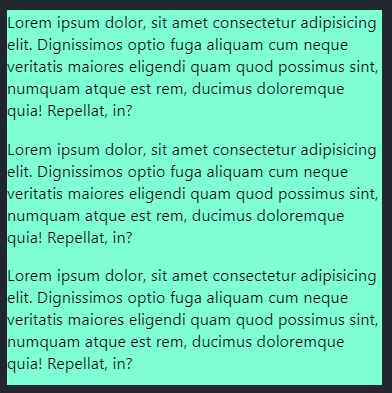 Lorem ipsum dolor, sit amet consectetur adipisicing
elit. Dignissimos optio fuga aliquam cum neque
veritatis maiores eligendi quam quod possimus sint,
numquam atque est rem, ducimus doloremque
quia! Repellat, in?
Lorem ipsum dolor, sit amet consectetur adipisicing
elit. Dignissimos optio fuga aliquam cum neque
veritatis maiores eligendi quam quod possimus sint,
numquam atque est rem, ducimus doloremque
quia! Repellat, in?
Lorem ipsum dolor, sit amet consectetur adipisicing
elit. Dignissimos optio fuga aliquam cum neque
veritatis maiores eligendi quam quod possimus sint,
numquam atque est rem, ducimus doloremque
quia! Repellat, in?